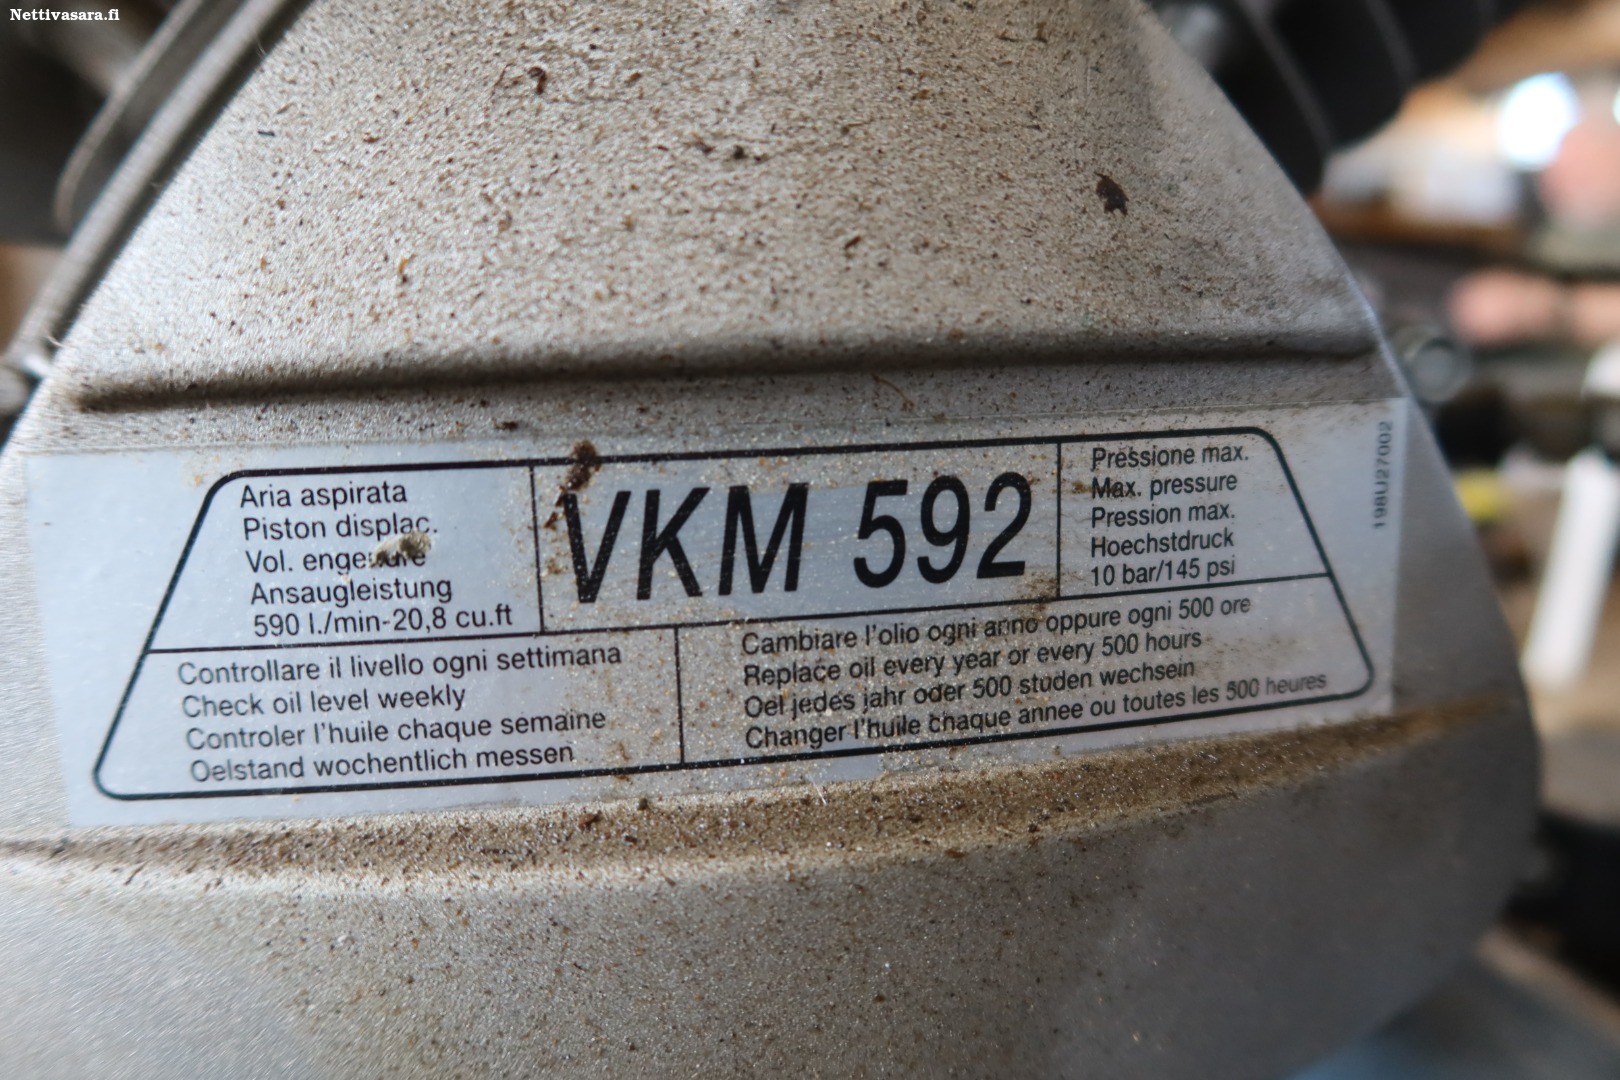 Nettivasara.fi
Aria aspirata
Piston displac.
Vol. engendure
Ansaugleistung
590 l./min-20,8 cu.ft
VKM 592
Pressione max.
Max. pressure
Pression max.
Hoechstdruck
10 bar/145 psi
Controllare il livello ogni settimana
Check oil level weekly
Controler l'huile chaque semaine
Oelstand wochentlich messen
Cambiare l'olio ogni anno oppure ogni 500 ore
Replace oil every year or every 500 hours
Oel jedes jahr oder 500 studen wechsein
Changer l'huile chaque annee ou toutes les 500 heures